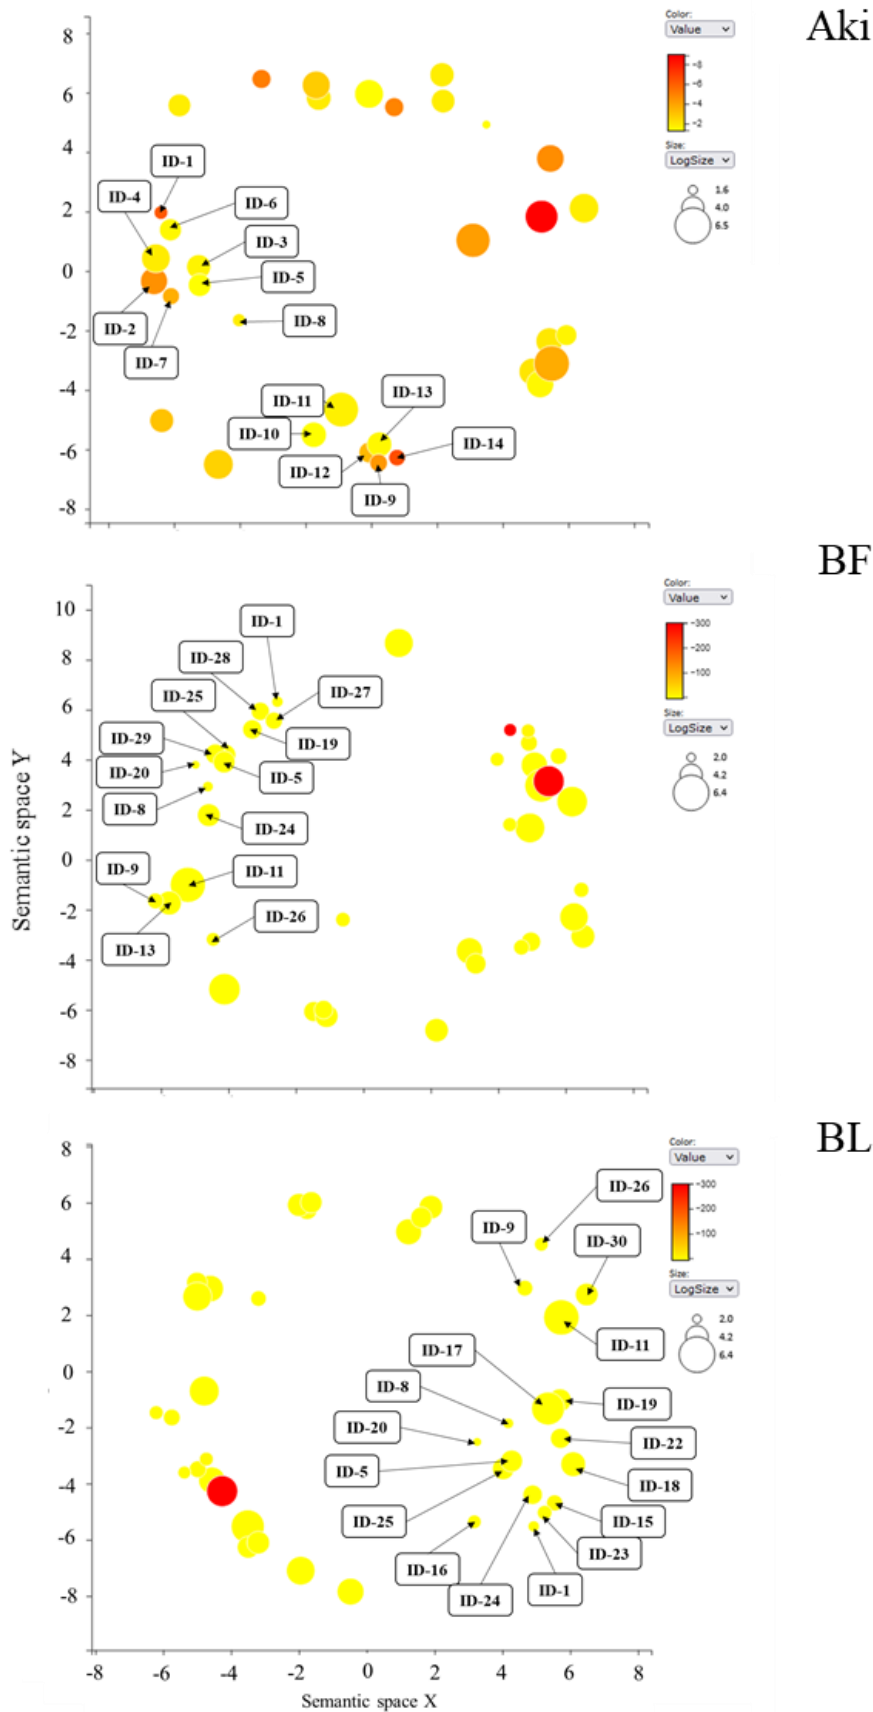 Aki
Color:
Value
-8
-6
-4
-2
Size:
LogSize
1.6
4.0
6.5
8
6
4
2
0
-2
-4
-6
-8
ID-1
ID-4
ID-6
ID-3
ID-5
ID-2
ID-8
ID-7
ID-13
ID-11
ID-10
ID-14
ID-12
ID-9
BF
Color:
Value
-300
-200
-100
Size:
LogSize
2.0
4.2
6.4
Semantic space Y
10
8
6
4
2
0
-2
-4
-6
-8
ID-1
ID-28
ID-25
ID-27
ID-29
ID-19
ID-20
ID-5
ID-8
ID-24
ID-9
ID-11
ID-26
ID-13
BL
Color:
Value
-300
-200
-100
Size:
LogSize
2.0
4.2
6.4
8
6
4
2
0
-2
-4
-6
-8
ID-26
ID-9
ID-30
ID-11
ID-17
ID-8
ID-19
ID-20
ID-22
ID-5
ID-18
ID-25
ID-15
ID-23
ID-16
ID-1
ID-24
-8 -6 -4 -2 0 2 4 6 8
Semantic space X